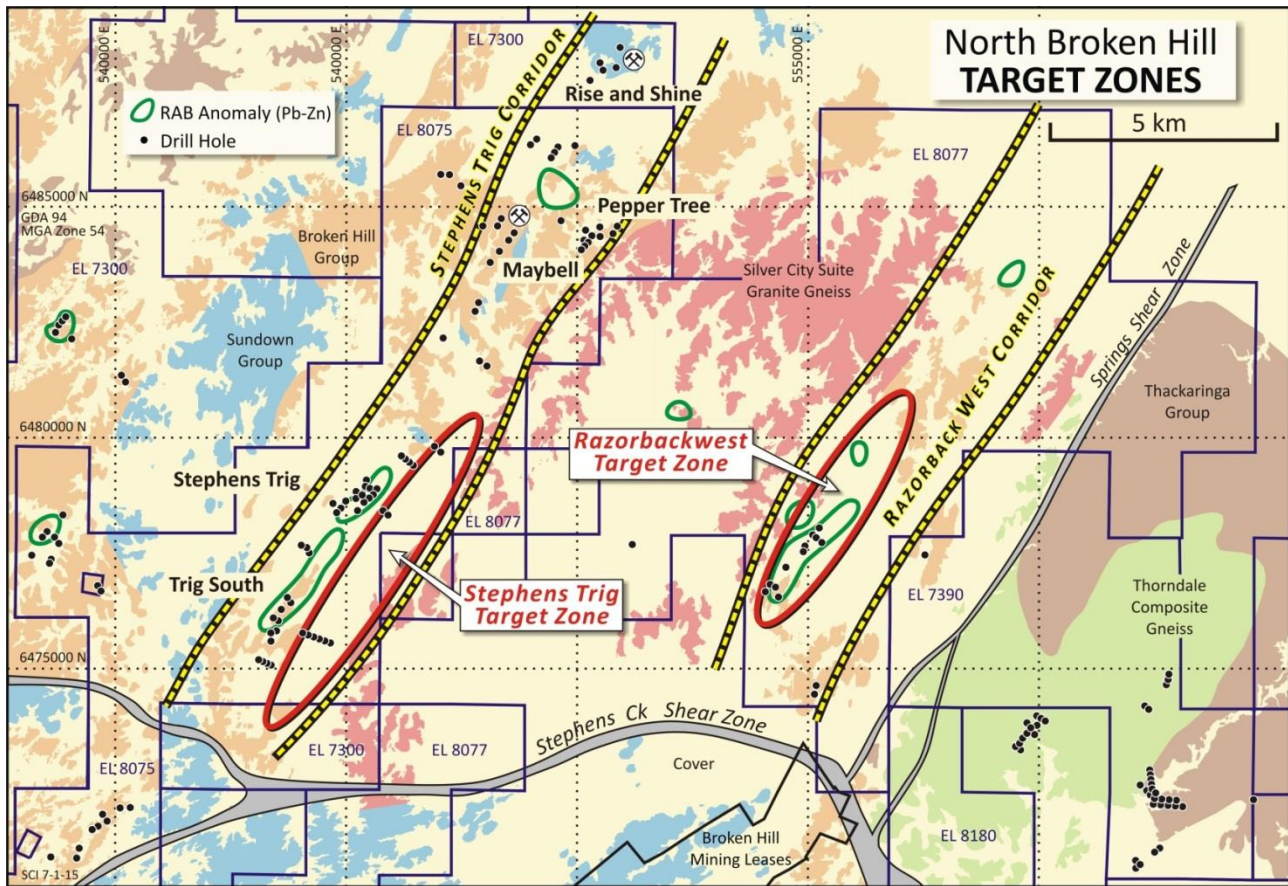 North Broken Hill
TARGET ZONES
5 km
RAB Anomaly (Pb-Zn)
Drill Hole
540000 E
540000 E
5550000 E
6485000 N
GDA 94
MGA Zone 54
6480000 N
6475000 N
EL 7300
EL 8075
EL 8077
EL 7300
STEPHENS TRIG CORRIDOR
Rise and Shine
Pepper Tree
Maybell
Broken Hill
Group
Sundown
Group
Silver City Suite
Granite Gneiss
RAZORBACK WEST CORRIDOR
Springs Shear Zone
Thackaringa
Group
Razorbackwest
Target Zone
Stephens Trig
EL 8077
Trig South
Stephens Trig
Target Zone
EL 7390
Thorndale
Composite
Gneiss
Stephens Ck Shear Zone
EL 7300
EL 8077
EL 8075
Cover
Broken Hill
Mining Leases
EL 8180
SCI 7-1-15